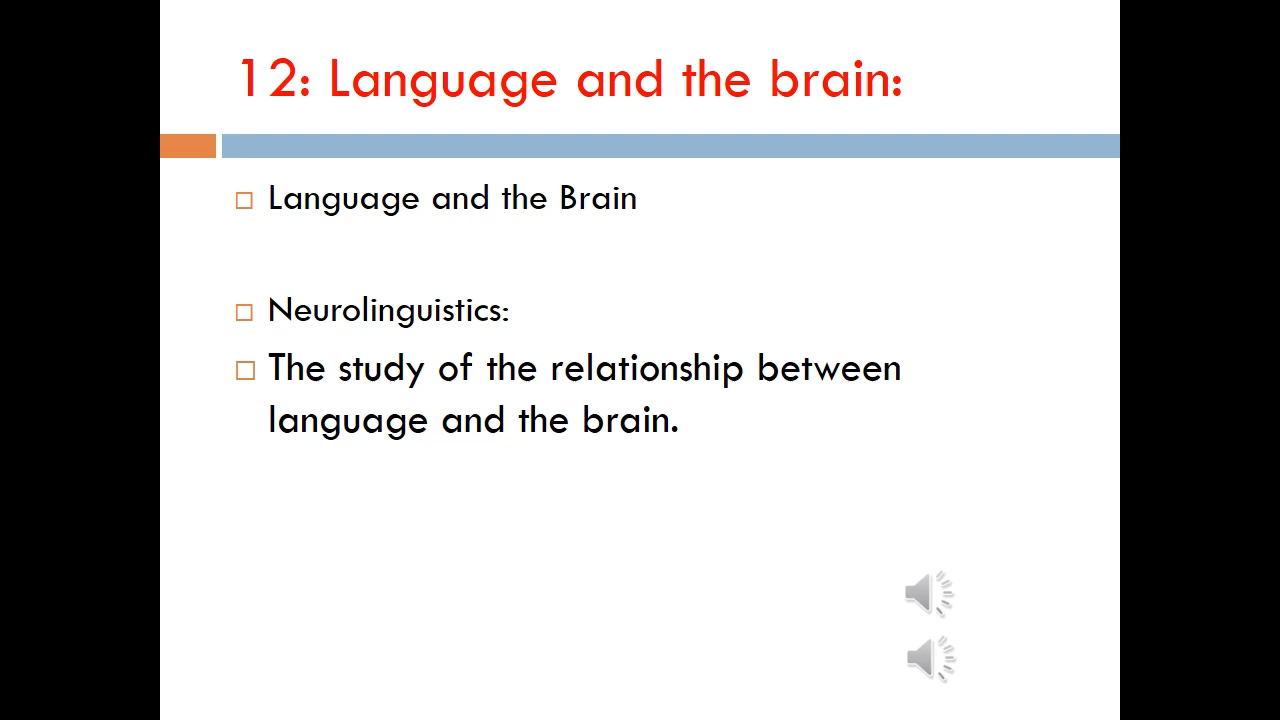 12: Language and the brain:
Language and the Brain
Neurolinguistics:
The study of the relationship between
language and the brain.